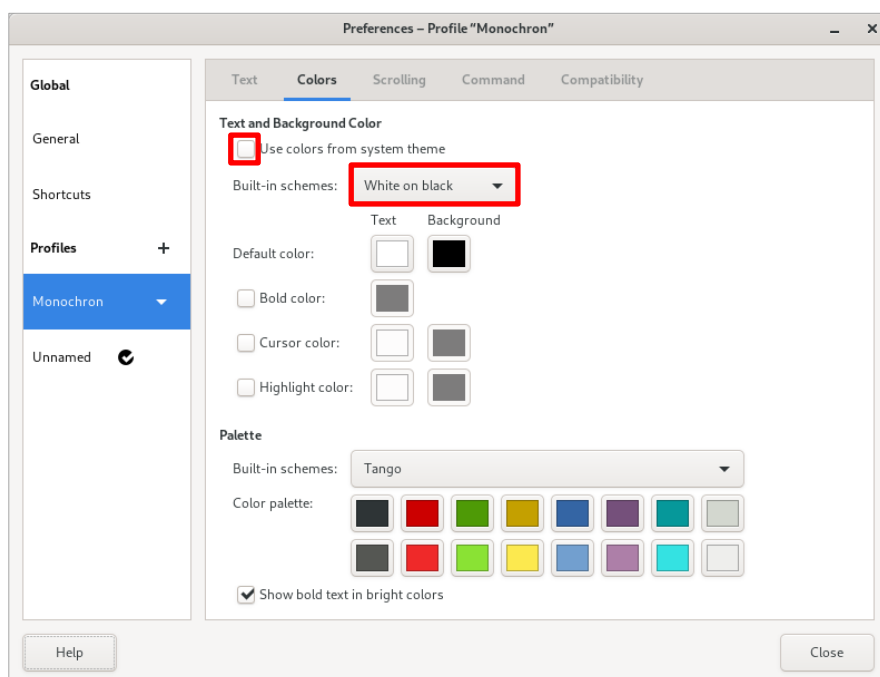 Preferences – Profile “Monochron”
Global
General
Shortcuts
Profiles
Monochron
Unnamed
Text Colors Scrolling Command Compatibility
Text and Background Color
Use colors from system theme
Built-in schemes: White on black
Text Background
Default color:
Bold color:
Cursor color:
Highlight color:
Palette
Built-in schemes: Tango
Color palette:
Show bold text in bright colors
Help Close